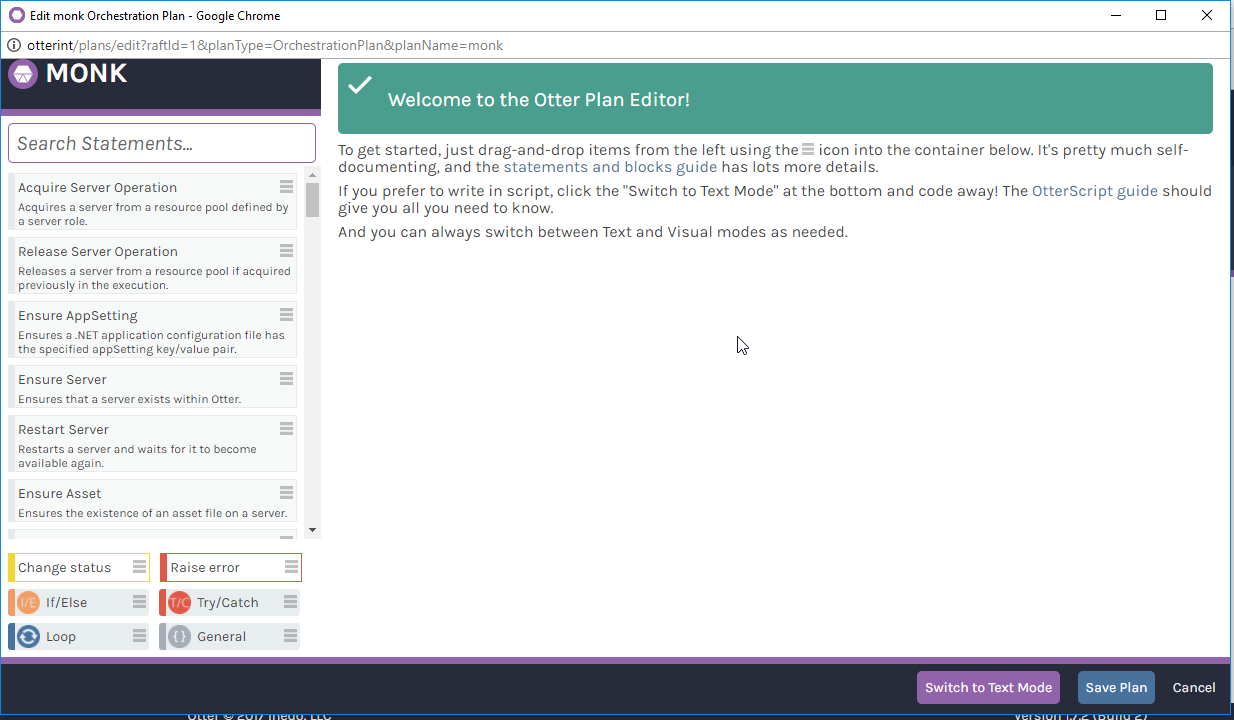 Edit monk Orchestration Plan - Google Chrome
otterint/plans/edit?raftId=1&planType=OrchestrationPlan&planName=monk
MONK
Search Statements...
Acquire Server Operation
Acquires a server from a resource pool defined by
a server role.
Release Server Operation
Releases a server from a resource pool if acquired
previously in the execution.
Ensure AppSetting
Ensures a .NET application configuration file has
the specified appSetting key/value pair.
Ensure Server
Ensures that a server exists within Otter.
Restart Server
Restarts a server and waits for it to become
available again.
Ensure Asset
Ensures the existence of an asset file on a server.
Change status
Raise error
I/E If/Else
T/C Try/Catch
Loop
{} General
Welcome to the Otter Plan Editor!
To get started, just drag-and-drop items from the left using the icon into the container below. It's pretty much self-
documenting, and the statements and blocks guide has lots more details.
If you prefer to write in script, click the "Switch to Text Mode" at the bottom and code away! The OtterScript guide should
give you all you need to know.
And you can always switch between Text and Visual modes as needed.
Switch to Text Mode
Save Plan
Cancel
Otter © 2017 Inedo, LLC
Version 1.7.2 (Build 2)